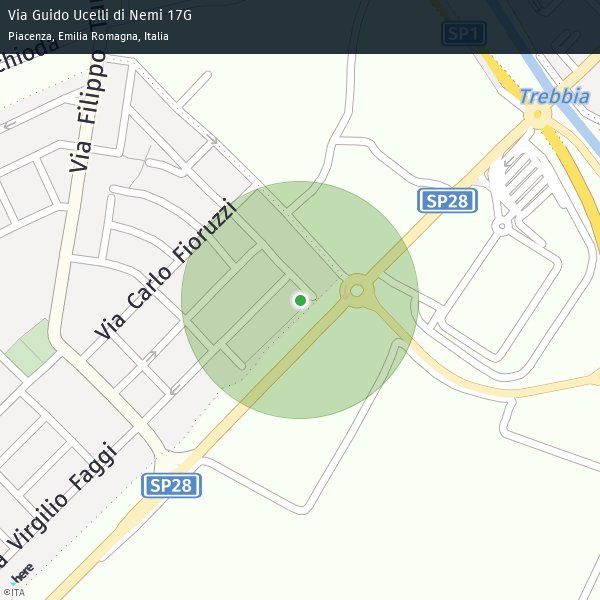 Via Guido Ucelli di Nemi 17G
Piacenza, Emilia Romagna, Italia
SP1
Trebbia
Via Filippo
SP28
Via Carlo Fioruzzi
SP28
Virgilio Faggi
here
©ITA